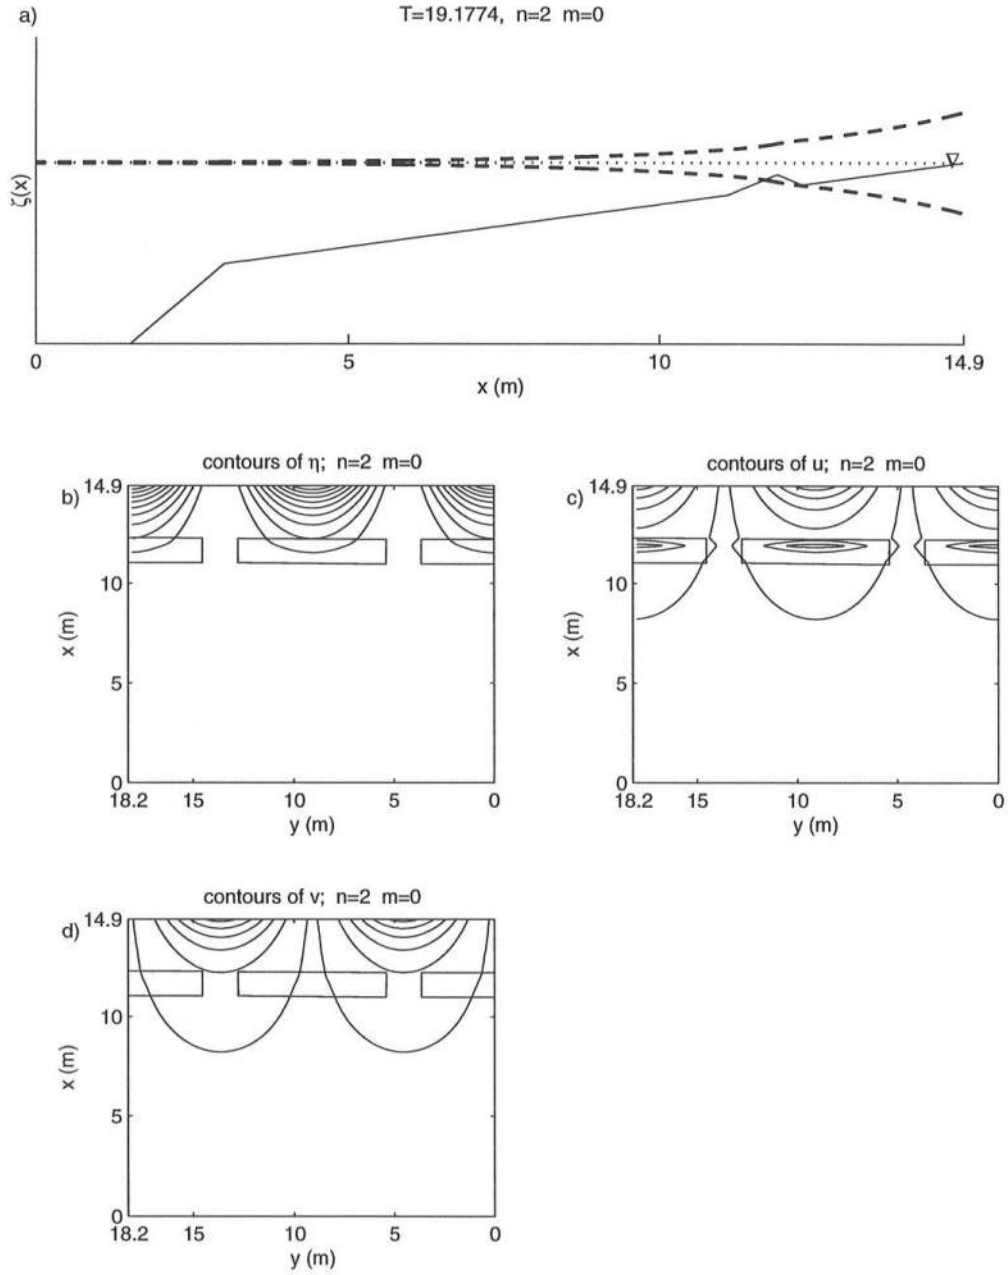 a)
T=19.1774, n=2 m=0
ζ(x)
0
5
10
14.9
x (m)
b)
contours of η; n=2 m=0
14.9
10
5
0
x (m)
18.2
15
10
5
0
y (m)
c)
contours of u; n=2 m=0
14.9
10
5
0
x (m)
18.2
15
10
5
0
y (m)
d)
contours of v; n=2 m=0
14.9
10
5
0
x (m)
18.2
15
10
5
0
y (m)